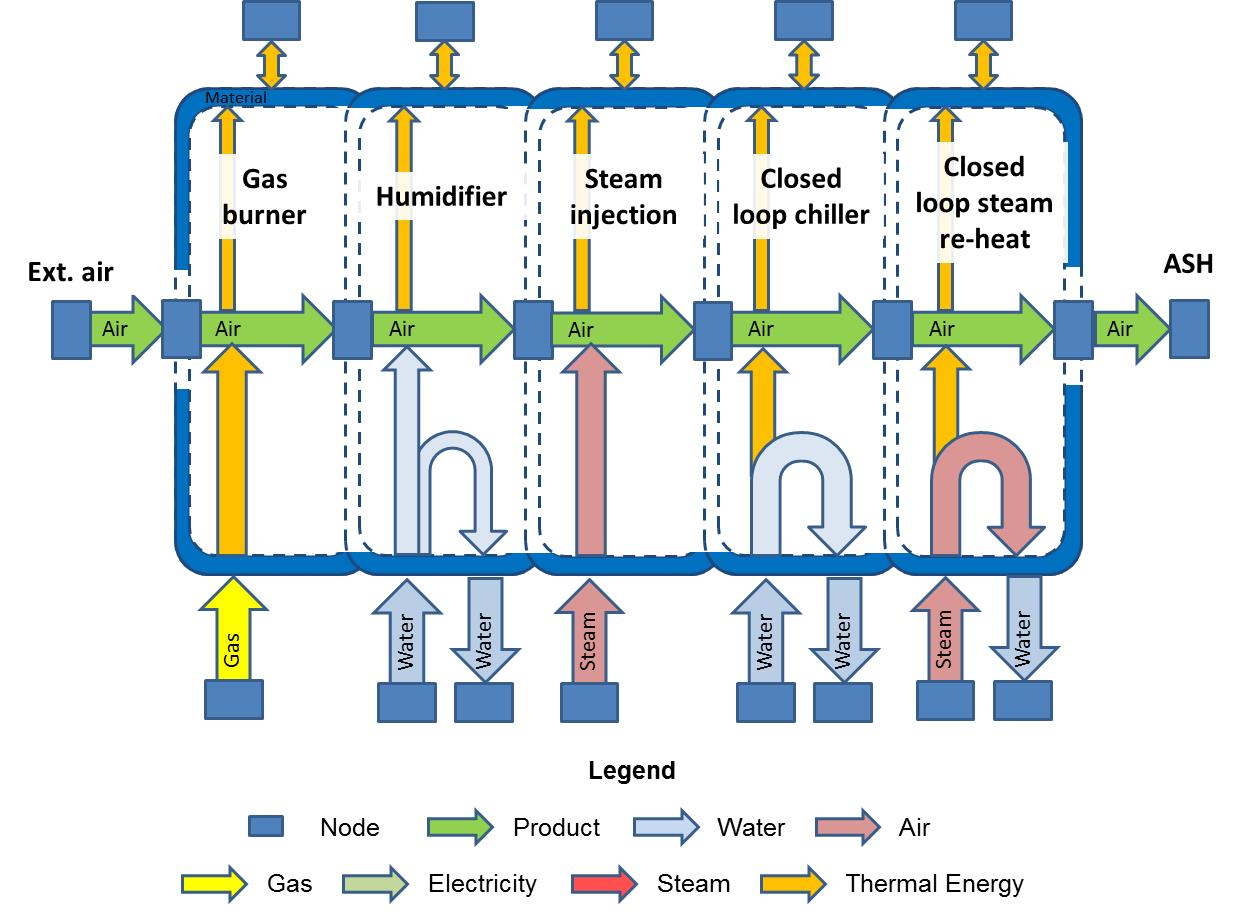 Material
Gas
burner
Humidifier
Steam
injection
Closed
loop chiller
Closed
loop steam
re-heat
Ext. air
ASH
Air
Air
Air
Air
Air
Air
Air
Gas
Water
Water
Steam
Water
Water
Steam
Water
Legend
Node
Product
Water
Air
Gas
Electricity
Steam
Thermal Energy